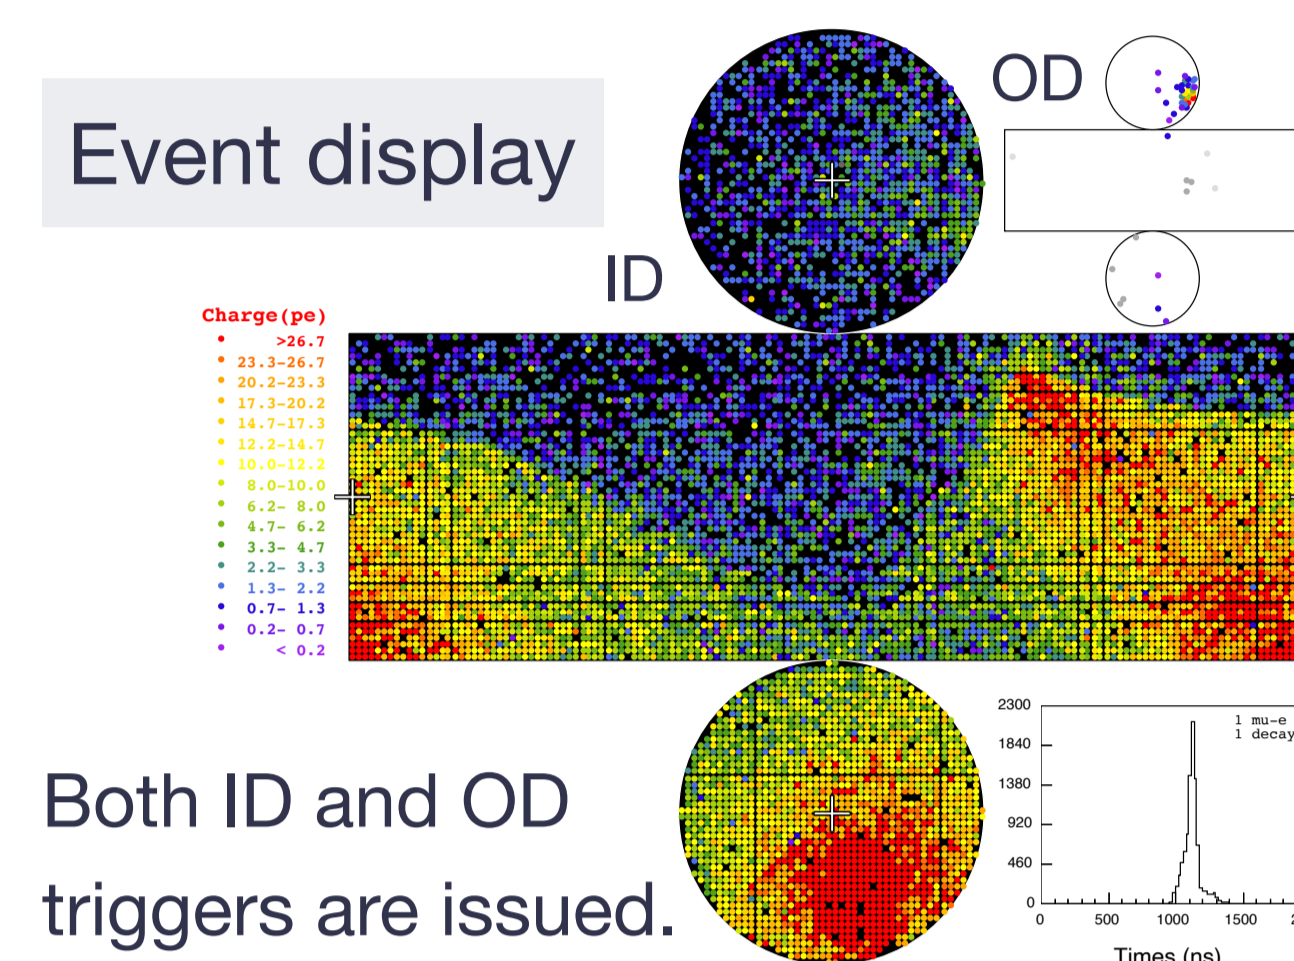 Event display
OD
ID
Charge(pe)
>26.7
23.3-26.7
20.2-23.3
17.3-20.2
14.7-17.3
12.2-14.7
10.0-12.2
8.0-10.0
6.2- 8.0
4.7- 6.2
3.3- 4.7
2.2- 3.3
1.3- 2.2
0.7- 1.3
0.2- 0.7
< 0.2
Both ID and OD
triggers are issued.
2300
1840
1380
920
460
0
1 mu-e
1 decay
0 500 1000 1500
Times (ns)